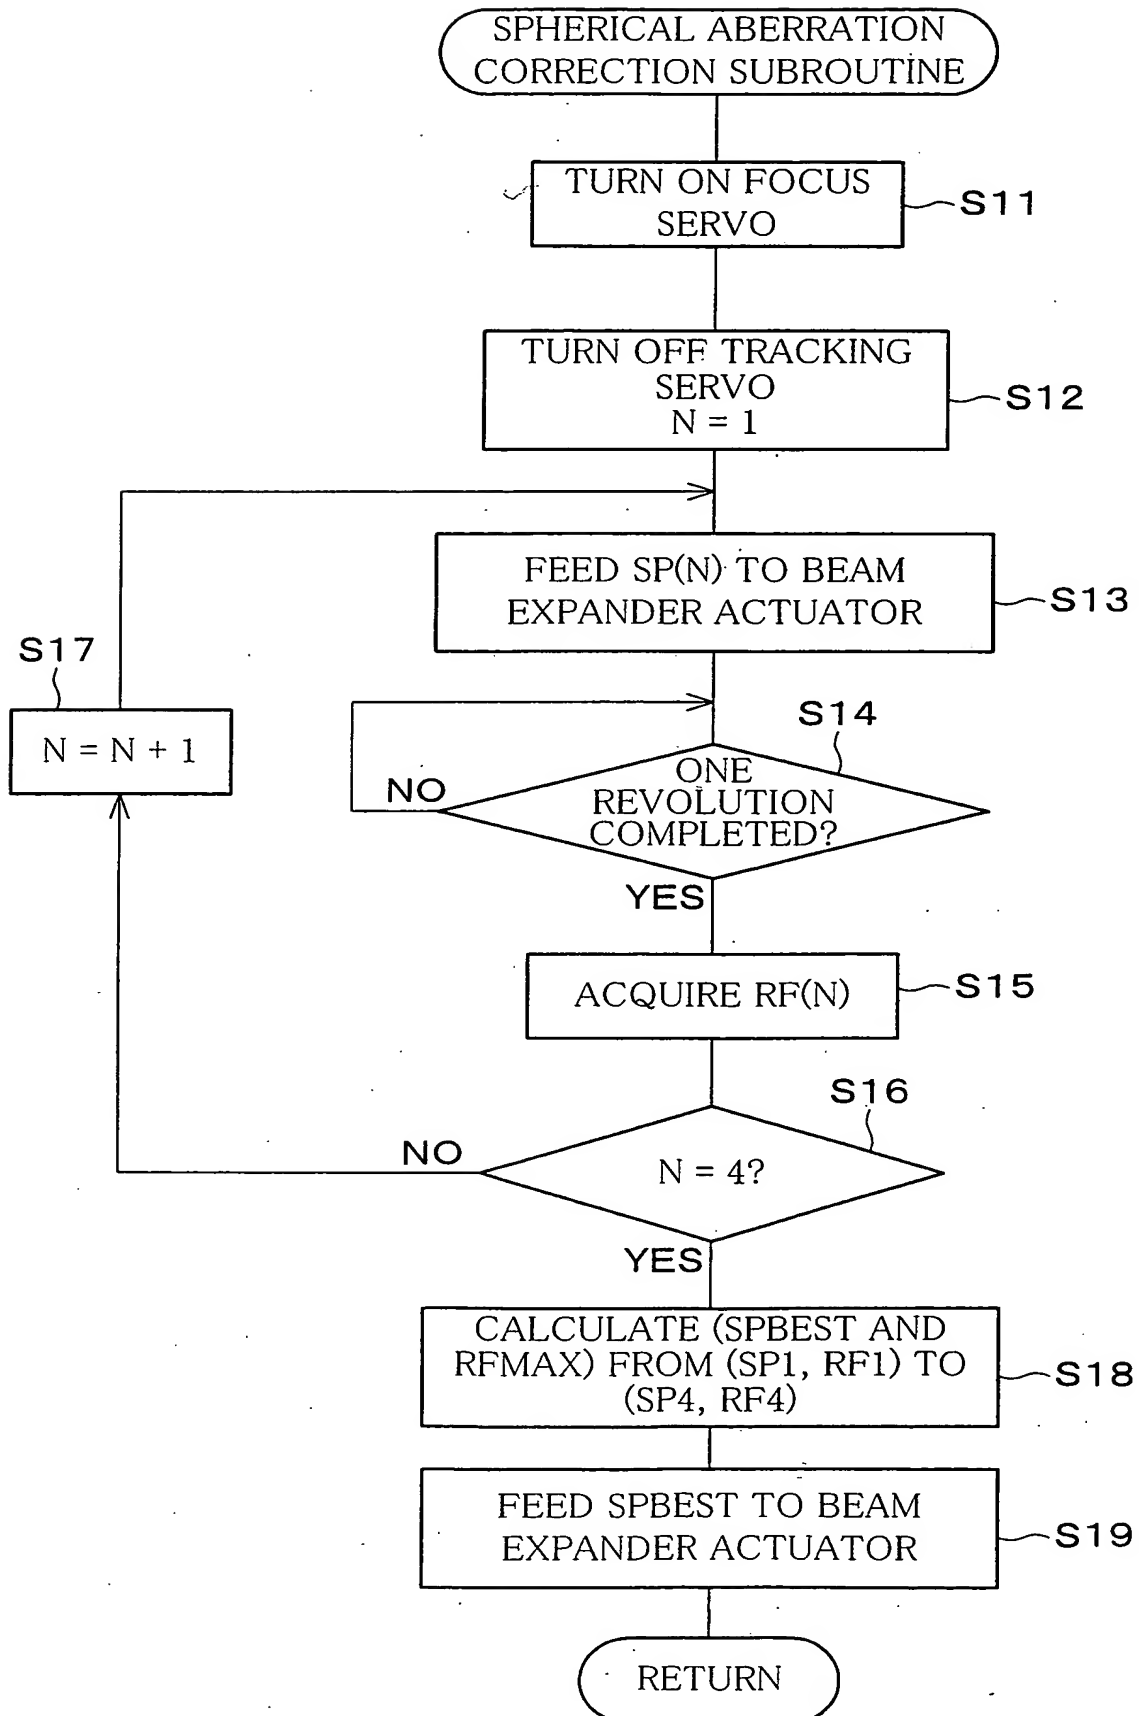 SPHERICAL ABERRATION
CORRECTION SUBROUTINE
TURN ON FOCUS
SERVO
S11
TURN OFF TRACKING
SERVO
N = 1
S12
FEED SP(N) TO BEAM
EXPANDER ACTUATOR
S13
S17
N = N + 1
S14
ONE
REVOLUTION
COMPLETED?
NO
YES
ACQUIRE RF(N)
S15
S16
N = 4?
NO
YES
CALCULATE (SPBEST AND
RFMAX) FROM (SP1, RF1) TO
(SP4, RF4)
S18
FEED SPBEST TO BEAM
EXPANDER ACTUATOR
S19
RETURN